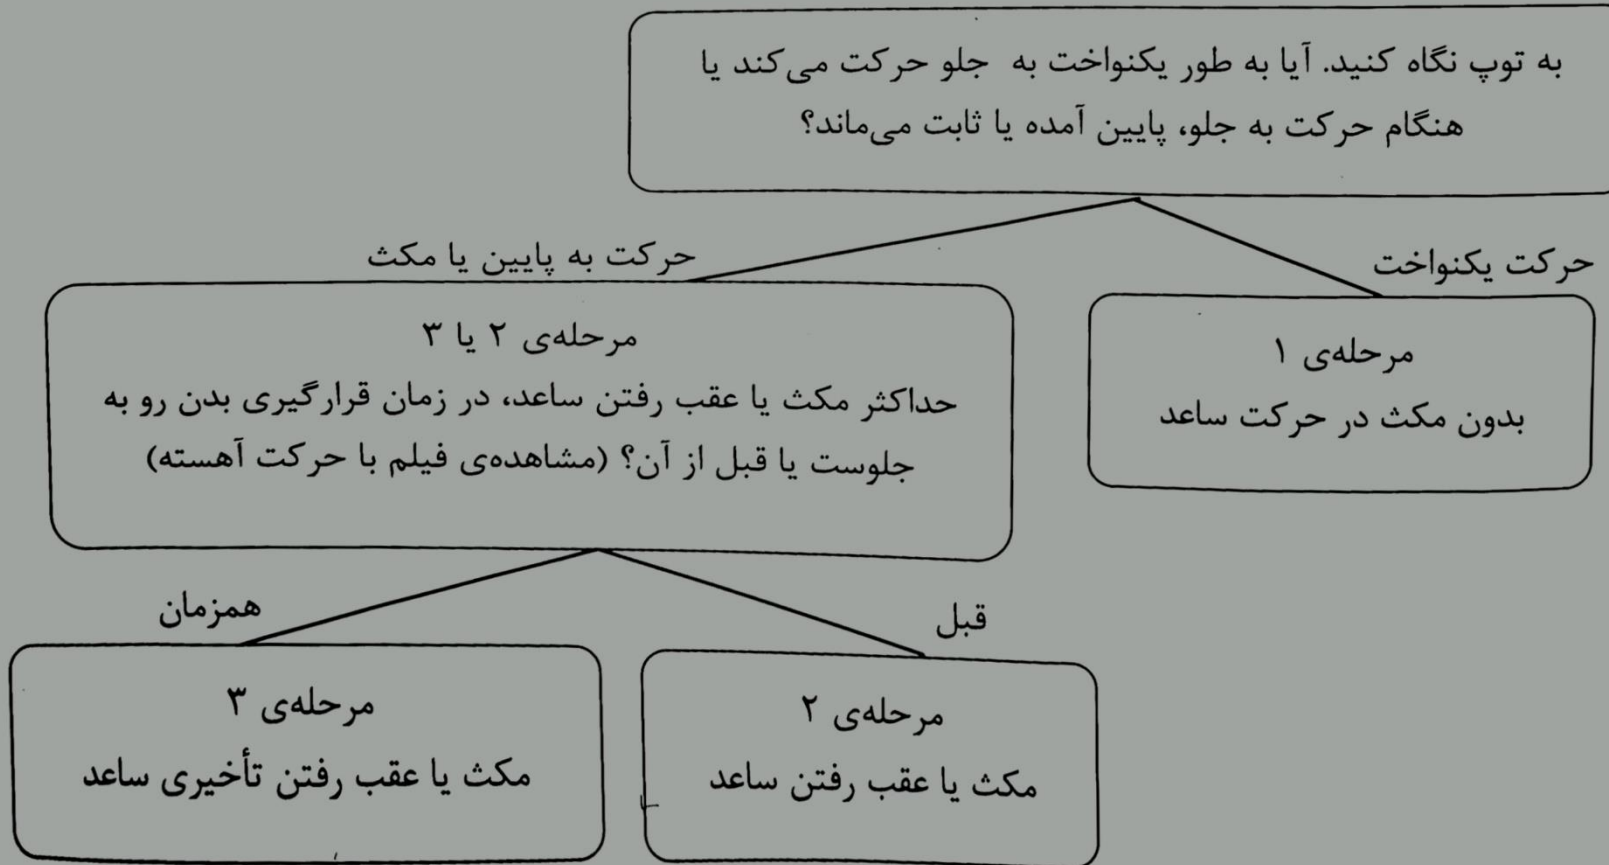 به توپ نگاه کنید. آیا به طور یکنواخت به جلو حرکت می‌کند یا
هنگام حرکت به جلو، پایین آمده یا ثابت می‌ماند؟
حرکت یکنواخت
حرکت به پایین یا مکث
مرحله‌ی ۱
بدون مکث در حرکت ساعد
مرحله‌ی ۲ یا ۳
حداکثر مکث یا عقب رفتن ساعد، در زمان قرارگیری بدن رو به
جلوست یا قبل از آن؟ (مشاهده‌ی فیلم با حرکت آهسته)
قبل
همزمان
مرحله‌ی ۲
مکث یا عقب رفتن ساعد
مرحله‌ی ۳
مکث یا عقب رفتن تأخیری ساعد